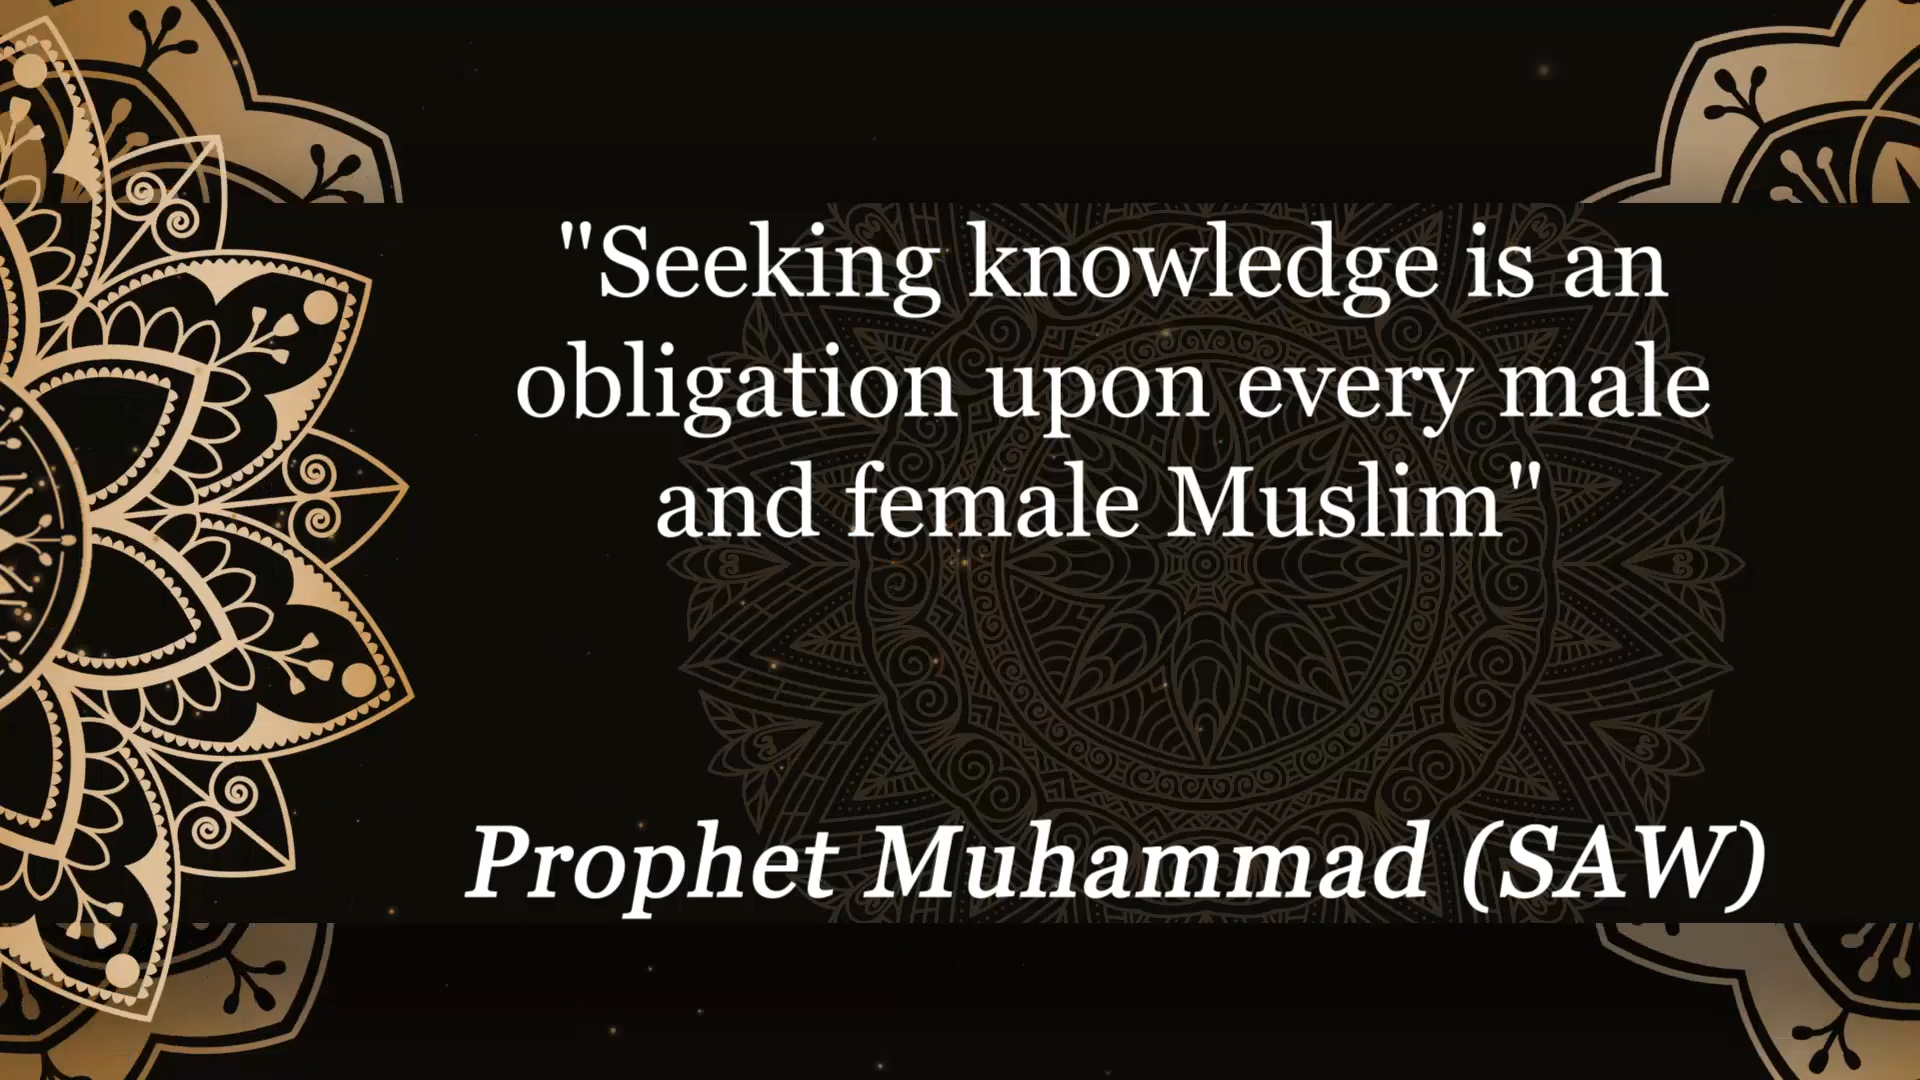 "Seeking knowledge is an
obligation upon every male
and female Muslim"
Prophet Muhammad (SAW)